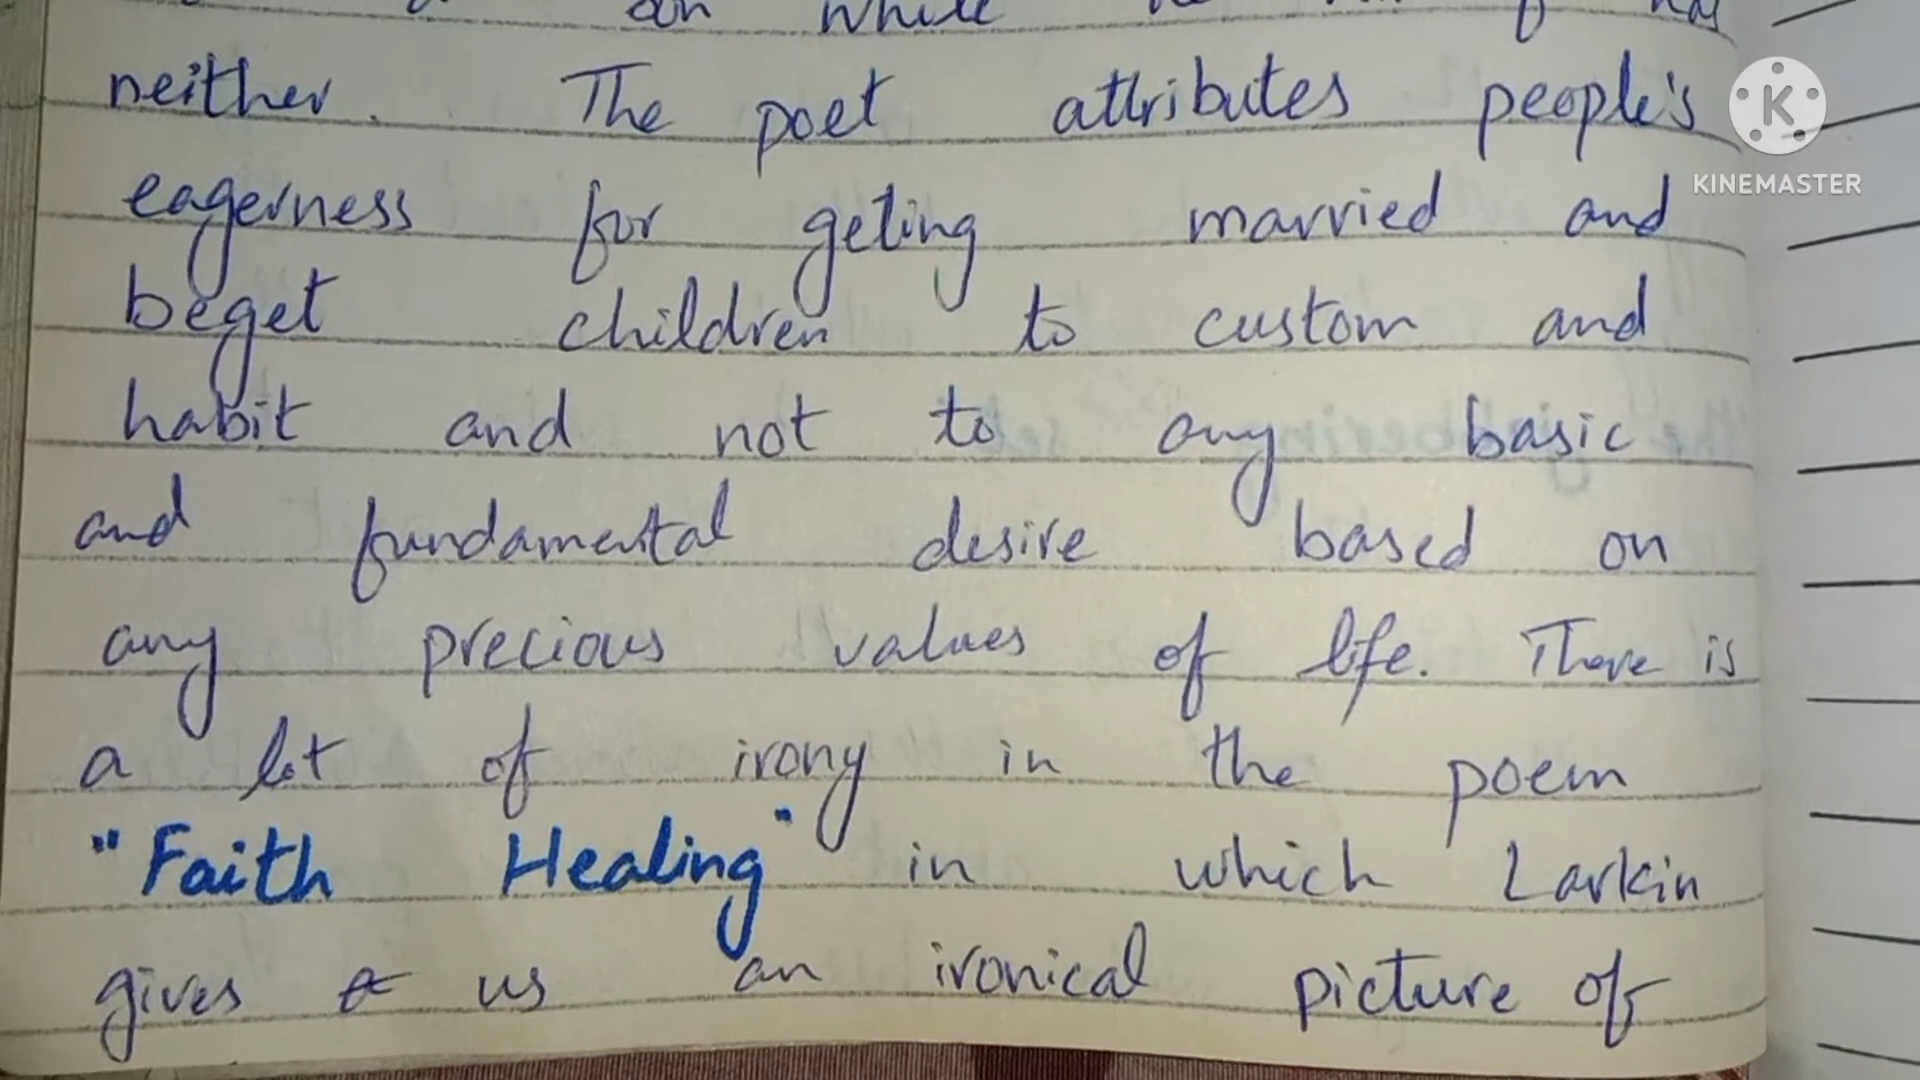 son while
neither. The poet attributes people's
eagerness for geting married and
beget children to custom and
habit and not to any basic
and fundamental desire based on
any precious values of life. There is
a lot of irony in the poem
"Faith Healing" in which Larkin
gives us an ironical picture of
K
KINEMASTER